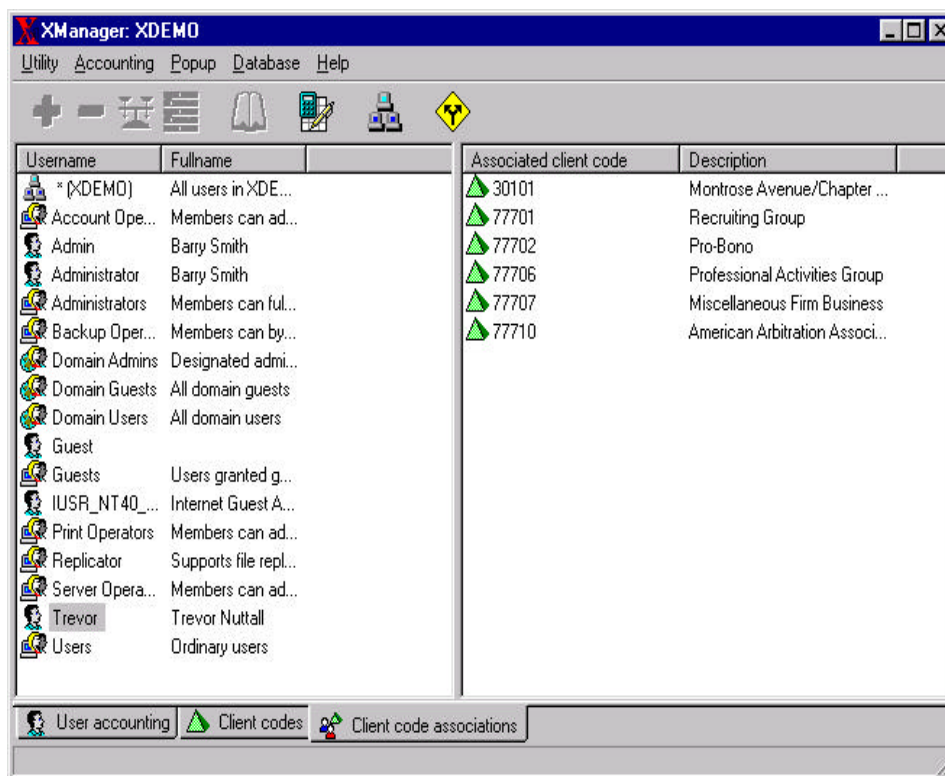 XManager: XDEMO
Utility Accounting Popup Database Help
Username Fullname Associated client code Description
* (XDEMO) All users in XDE... 30101 Montrose Avenue/Chapter ...
Account Ope... Members can ad... 77701 Recruiting Group
Admin Barry Smith 77702 Pro-Bono
Administrator Barry Smith 77706 Professional Activities Group
Administrators Members can ful... 77707 Miscellaneous Firm Business
Backup Oper... Members can by... 77710 American Arbitration Associ...
Domain Admins Designated admi...
Domain Guests All domain guests
Domain Users All domain users
Guest
Guests Users granted g...
IUSR_NT40_... Internet Guest A...
Print Operators Members can ad...
Replicator Supports file repl...
Server Opera... Members can ad...
Trevor Trevor Nuttall
Users Ordinary users
User accounting Client codes Client code associations